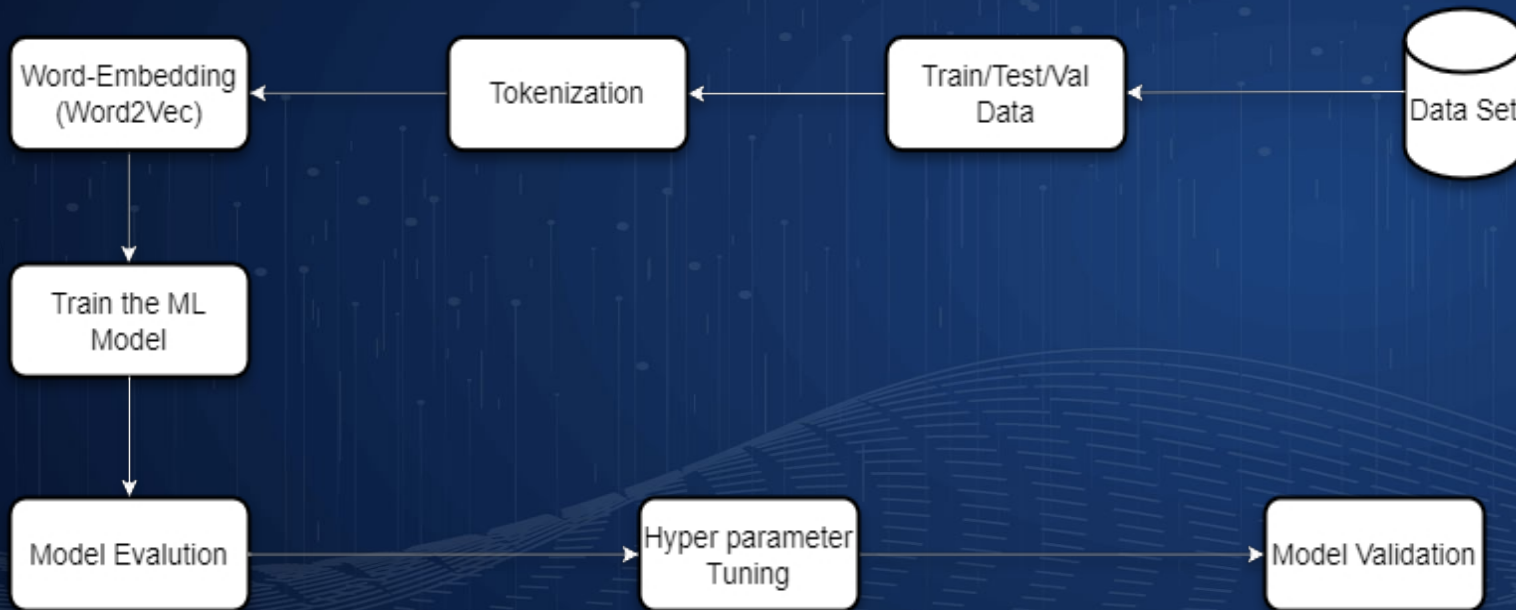 Word-Embedding
(Word2Vec)
Tokenization
Train/Test/Val
Data
Data Set
Train the ML
Model
Model Evalution
Hyper parameter
Tuning
Model Validation